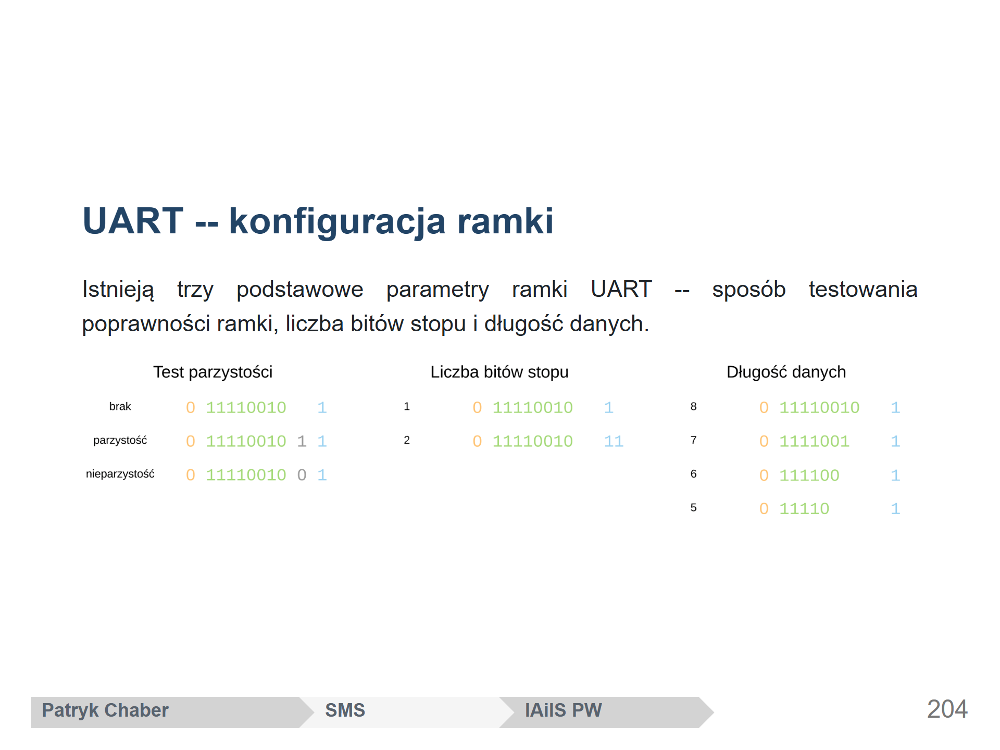 UART -- konfiguracja ramki
Istnieją trzy podstawowe parametry ramki UART -- sposób testowania
poprawności ramki, liczba bitów stopu i długość danych.
Test parzystości
brak 0 11110010 1
parzystość 0 11110010 1 1
nieparzystość 0 11110010 0 1
Liczba bitów stopu
1 0 11110010 1
2 0 11110010 11
Długość danych
8 0 11110010 1
7 0 1111001 1
6 0 111100 1
5 0 11110 1
Patryk Chaber SMS IAiIS PW 204